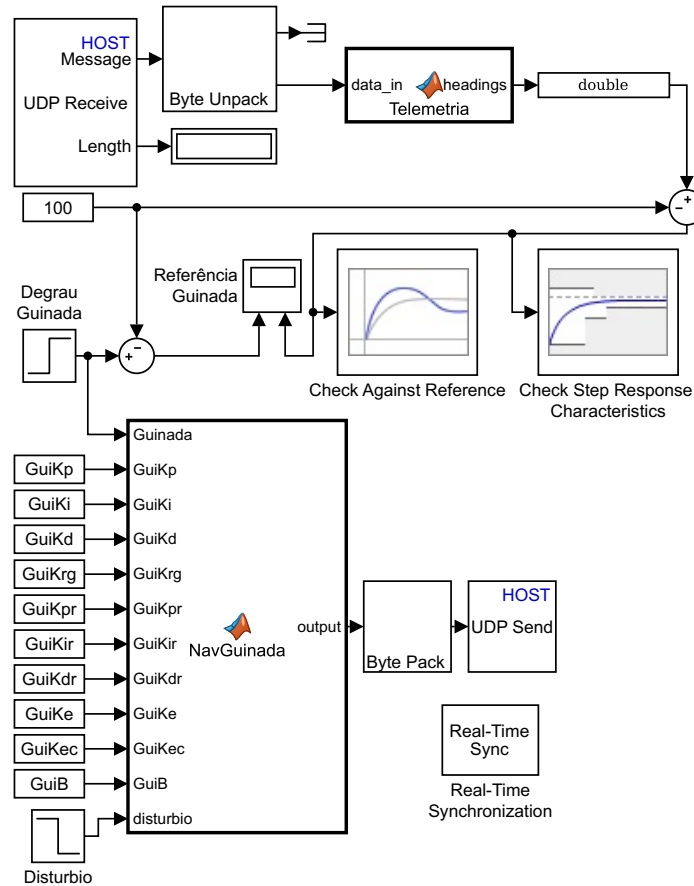 HOST
Message
UDP Receive
Length
Byte Unpack
data_in
headings
Telemetria
double
100
Referência
Guinada
Degrau
Guinada
Check Against Reference
Check Step Response
Characteristics
Guinada
GuiKp
GuiKp
GuiKi
GuiKi
GuiKd
GuiKd
GuiKrg
GuiKrg
GuiKpr
GuiKpr
GuiKir
GuiKir
GuiKdr
GuiKdr
GuiKe
GuiKe
GuiKec
GuiKec
GuiB
GuiB
disturbio
Disturbio
NavGuinada
output
Byte Pack
HOST
UDP Send
Real-Time
Sync
Real-Time
Synchronization